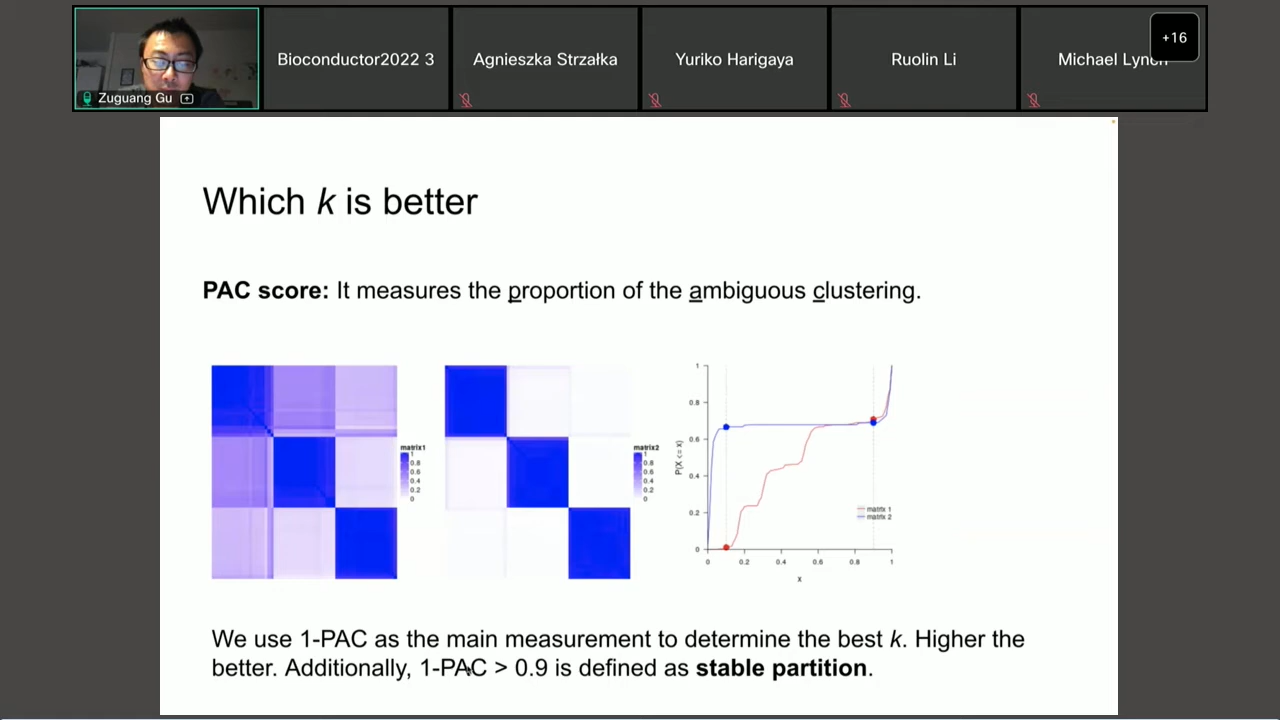 Zuguang Gu
Bioconductor2022 3
Agnieszka Strzałka
Yuriko Harigaya
Ruolin Li
Michael Lynch
+16
Which k is better
PAC score: It measures the proportion of the ambiguous clustering.
matrix1
1
0.8
0.6
0.4
0.2
0
matrix2
1
0.8
0.6
0.4
0.2
0
P(X <= x)
1
0.8
0.6
0.4
0.2
0
matrix 1
matrix 2
0 0.2 0.4 0.6 0.8 1
x
We use 1-PAC as the main measurement to determine the best k. Higher the
better. Additionally, 1-PAC > 0.9 is defined as stable partition.